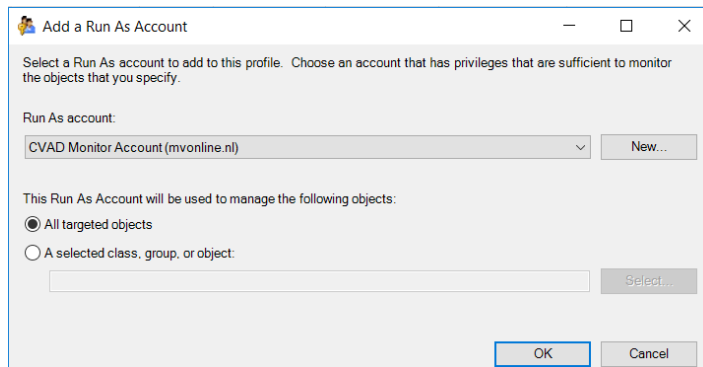 Add a Run As Account
Select a Run As account to add to this profile.  Choose an account that has privileges that are sufficient to monitor
the objects that you specify.
Run As account:
CVAD Monitor Account (mvonline.nl)
New...
This Run As Account will be used to manage the following objects:
All targeted objects
A selected class, group, or object:
Select...
OK
Cancel